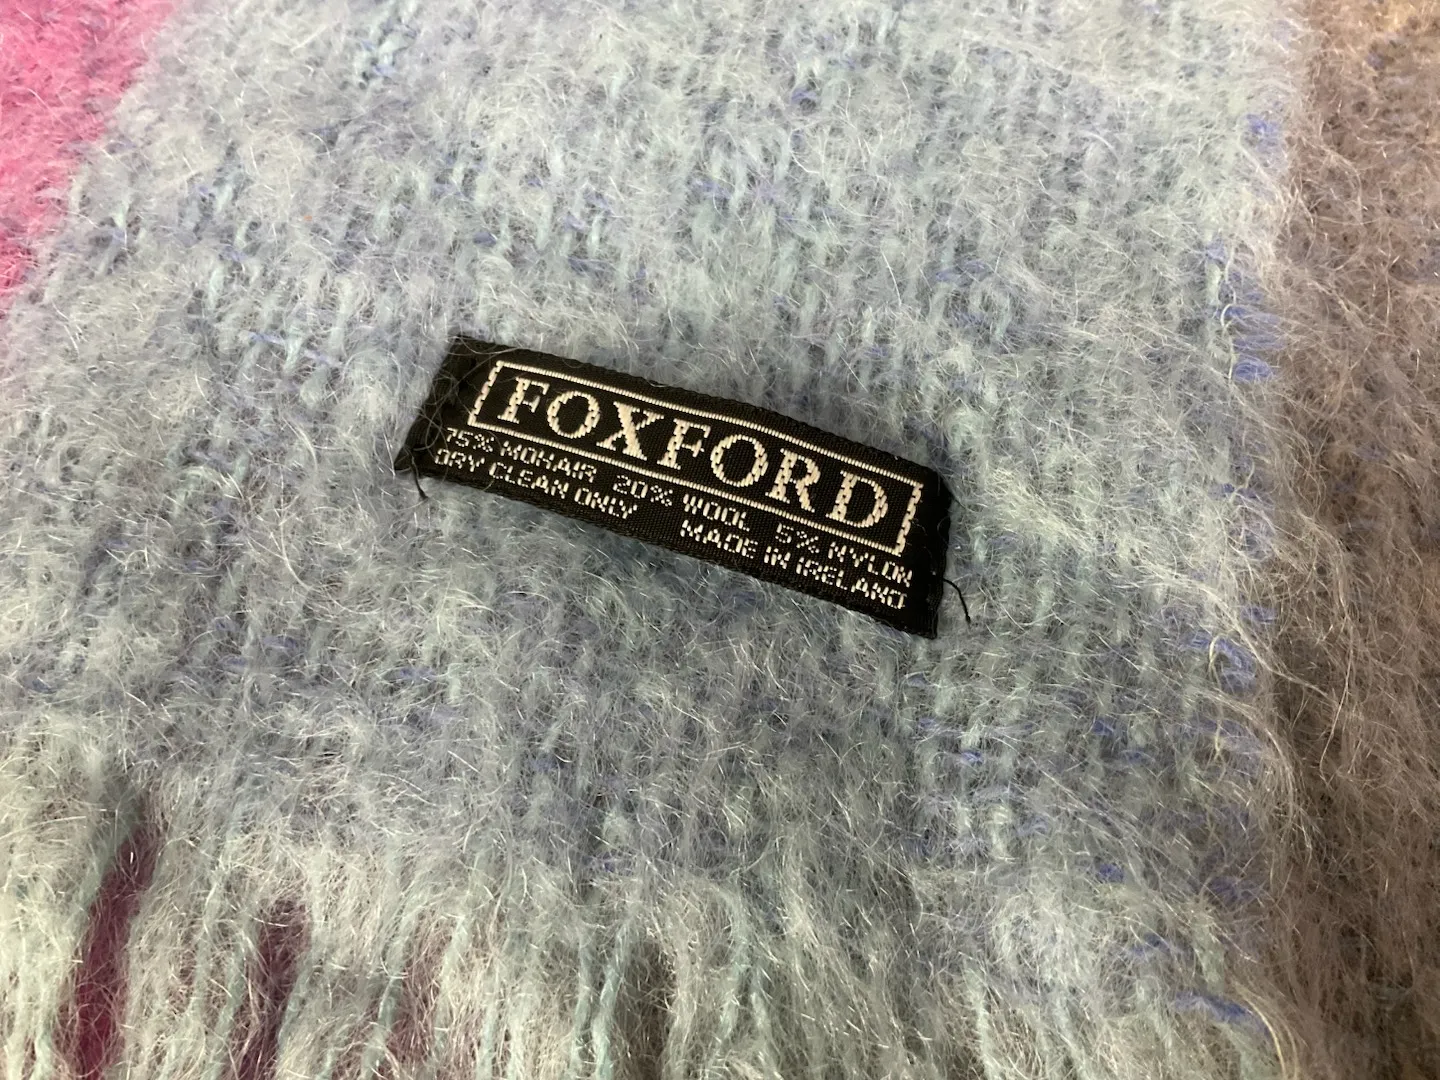 FOXFORD
75% MOHAIR 20% WOOL 5% NYLON
DRY CLEAN ONLY MADE IN IRELAND